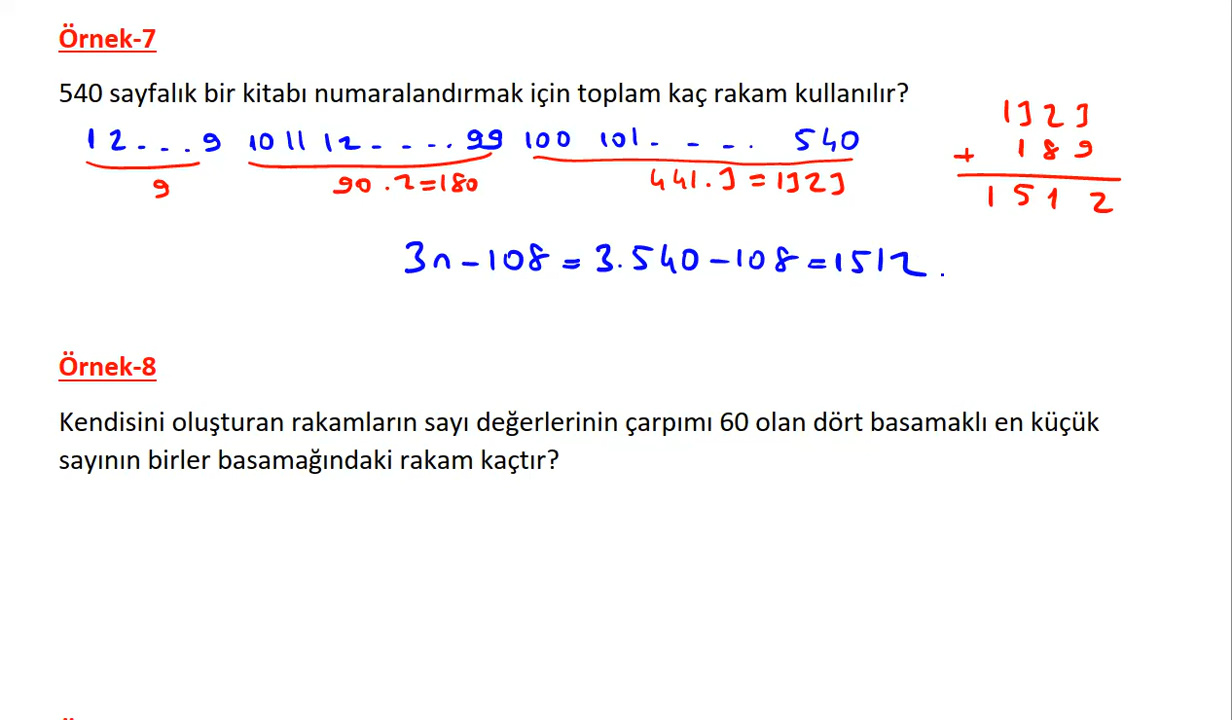 Örnek-7
540 sayfalık bir kitabı numaralandırmak için toplam kaç rakam kullanılır?
1 2 . . . 9 10 11 12 . . . . . 99 100 101 . . . . 540
9 90 . 2 = 180 441 . 3 = 1323
1323
+ 189
1512
3n - 108 = 3.540 - 108 = 1512 .
Örnek-8
Kendisini oluşturan rakamların sayı değerlerinin çarpımı 60 olan dört basamaklı en küçük
sayının birler basamağındaki rakam kaçtır?